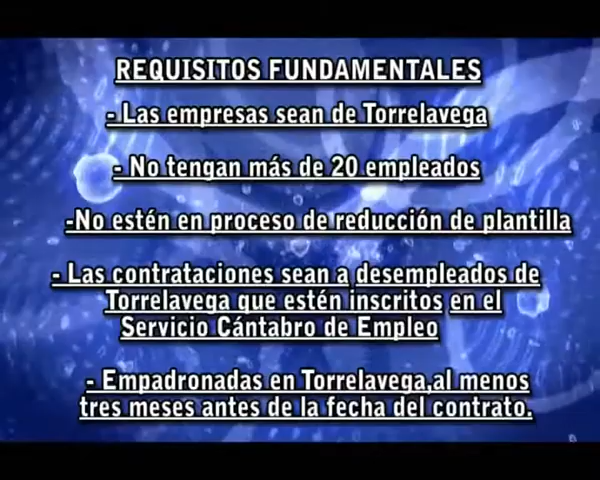 REQUISITOS FUNDAMENTALES
- Las empresas sean de Torrelavega
- No tengan más de 20 empleados
-No estén en proceso de reducción de plantilla
- Las contrataciones sean a desempleados de
Torrelavega que estén inscritos en el
Servicio Cántabro de Empleo
- Empadronadas en Torrelavega,al menos
tres meses antes de la fecha del contrato.